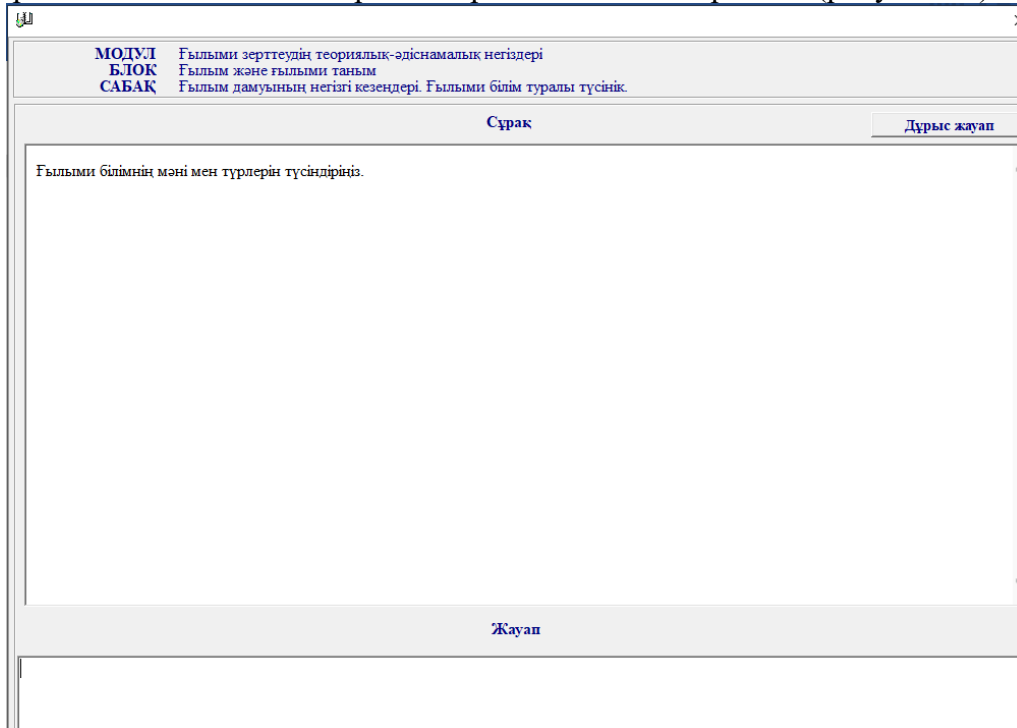 МОДУЛ Ғылыми зерттеудің теориялық-әдіснамалық негіздері
БЛОК Ғылым және ғылыми таным
САБАҚ Ғылым дамуының негізгі кезеңдері. Ғылыми білім туралы түсінік.
Сұрақ
Дұрыс жауап
Ғылыми білімнің мәні мен түрлерін түсіндіріңіз.
Жауап